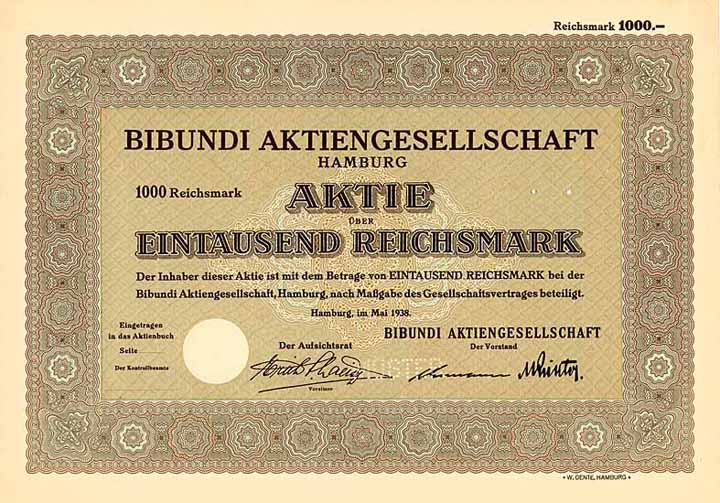 Reichsmark 1000.–
BIBUNDI AKTIENGESELLSCHAFT
HAMBURG
1000 Reichsmark
AKTIE
ÜBER
EINTAUSEND REICHSMARK
Der Inhaber dieser Aktie ist mit dem Betrage von EINTAUSEND REICHSMARK bei der
Bibundi Aktiengesellschaft, Hamburg, nach Maßgabe des Gesellschaftsvertrages beteiligt.
Hamburg, im Mai 1938.
Eingetragen
in das Aktienbuch
Seite
Der Kontrollbeamte
Der Aufsichtsrat
Vorsitzer
BIBUNDI AKTIENGESELLSCHAFT
Der Vorstand
MUSTER
• W. DENTE, HAMBURG •